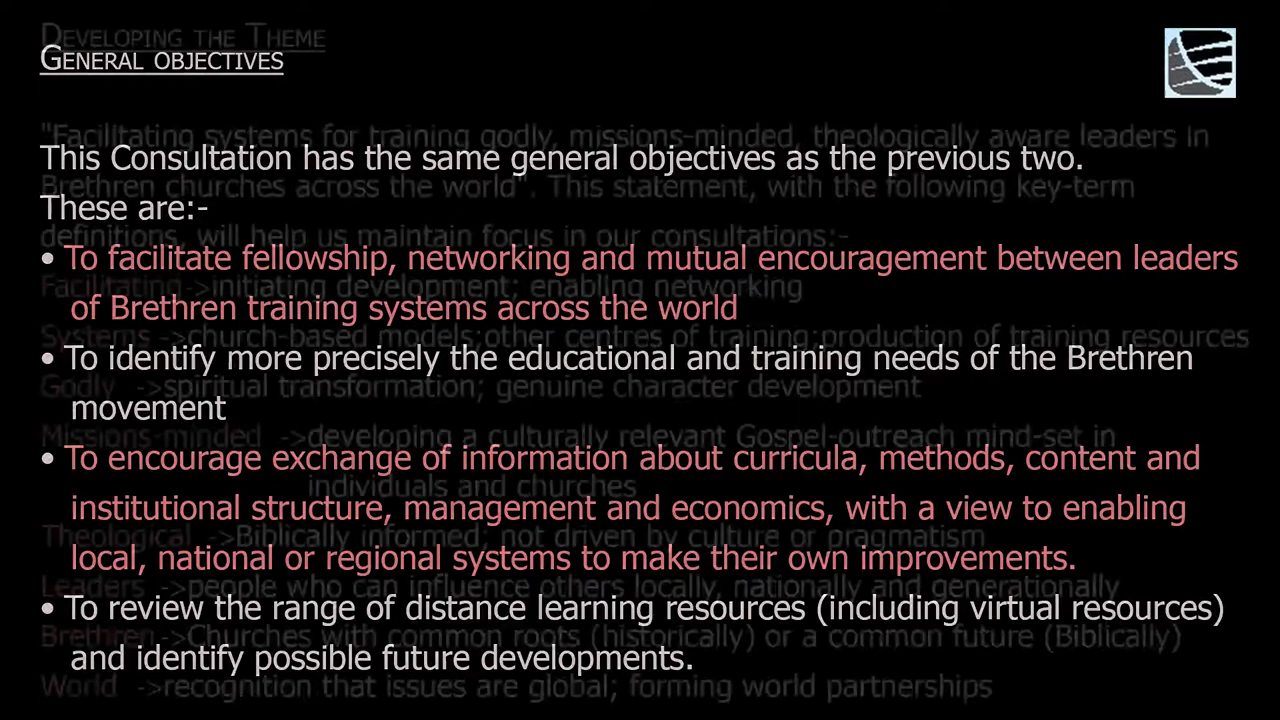 Developing the Theme
General objectives
"Facilitating systems for training godly, missions-minded, theologically aware leaders in
This Consultation has the same general objectives as the previous two.
Brethren churches across the world". This statement, with the following key-term
These are:-
definitions, will help us maintain focus in our consultations:-
• To facilitate fellowship, networking and mutual encouragement between leaders
Facilitating ->initiating development; enabling networking
of Brethren training systems across the world
Systems ->church-based models;other centres of training;production of training resources
• To identify more precisely the educational and training needs of the Brethren
Godly ->spiritual transformation; genuine character development
movement
Missions-minded ->developing a culturally relevant Gospel-outreach mind-set in
• To encourage exchange of information about curricula, methods, content and
individuals and churches
institutional structure, management and economics, with a view to enabling
Theological ->Biblically informed; not driven by culture or pragmatism
local, national or regional systems to make their own improvements.
Leaders ->people who can influence others locally, nationally and generationally
• To review the range of distance learning resources (including virtual resources)
Brethren ->Churches with common roots (historically) or a common future (Biblically)
and identify possible future developments.
World ->recognition that issues are global; forming world partnerships